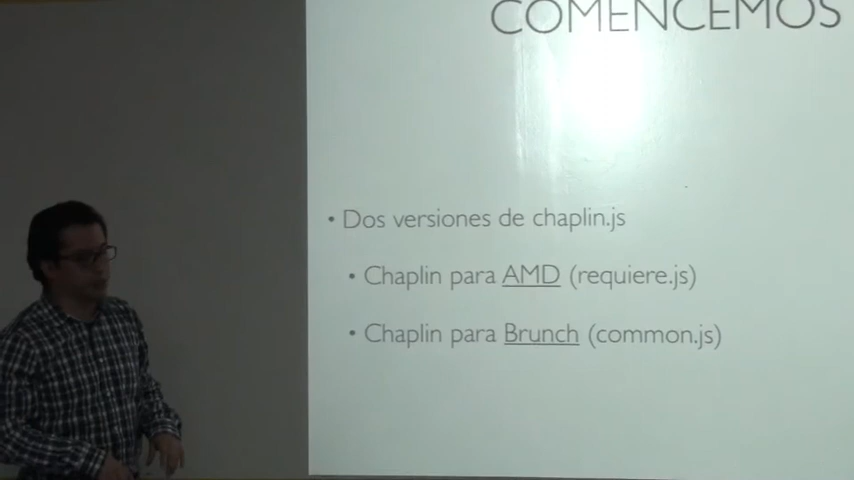 COMENCEMOS
• Dos versiones de chaplin.js
• Chaplin para AMD (requiere.js)
• Chaplin para Brunch (common.js)